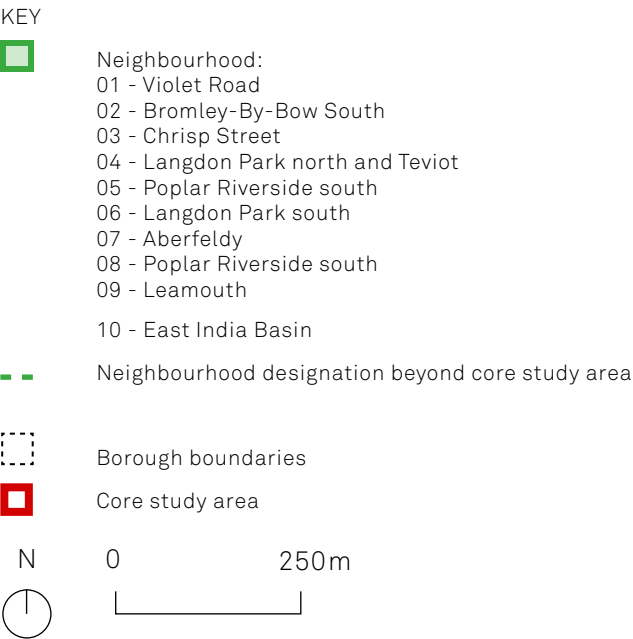 KEY
Neighbourhood:
01 - Violet Road
02 - Bromley-By-Bow South
03 - Chrisp Street
04 - Langdon Park north and Teviot
05 - Poplar Riverside south
06 - Langdon Park south
07 - Aberfeldy
08 - Poplar Riverside south
09 - Leamouth
10 - East India Basin
Neighbourhood designation beyond core study area
Borough boundaries
Core study area
N 0 250m